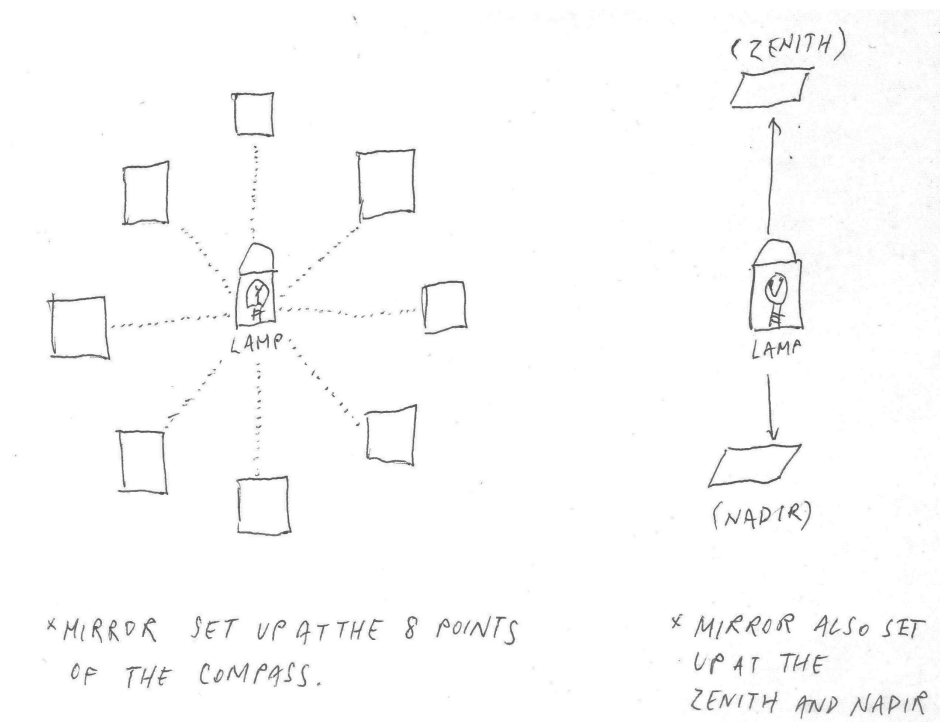 (ZENITH)
LAMP
LAMP
(NADIR)
*MIRROR SET UP AT THE 8 POINTS
OF THE COMPASS.
* MIRROR ALSO SET
UP AT THE
ZENITH AND NADIR